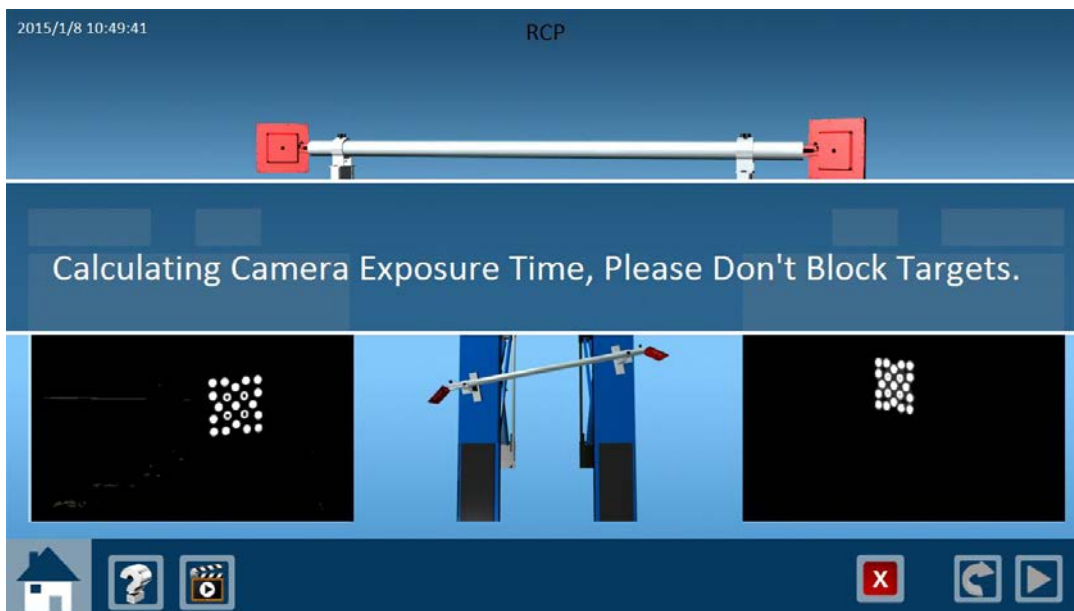 2015/1/8 10:49:41
RCP
Calculating Camera Exposure Time, Please Don't Block Targets.
?
X